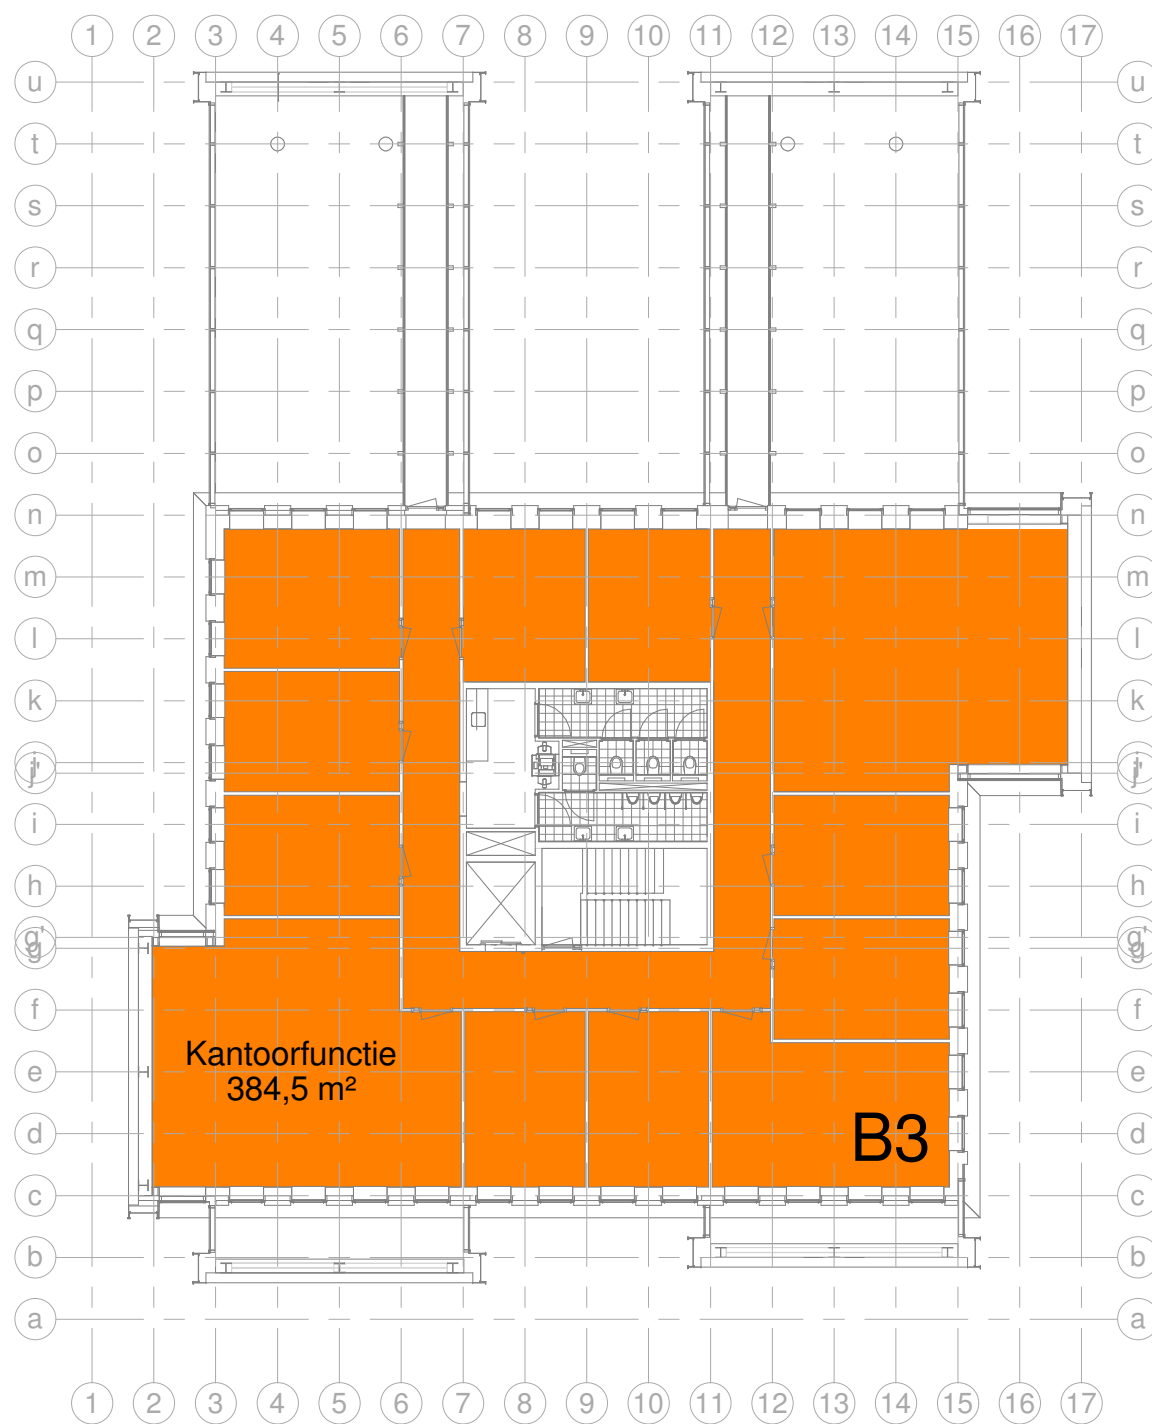 1 2 3 4 5 6 7 8 9 10 11 12 13 14 15 16 17
u u
t t
s s
r r
q q
p p
o o
n n
m m
l l
k k
j j
j' j'
i i
h h
g' g'
g g
f f
Kantoorfunctie
e e
384,5 m²
d B3 d
c c
b b
a a
1 2 3 4 5 6 7 8 9 10 11 12 13 14 15 16 17